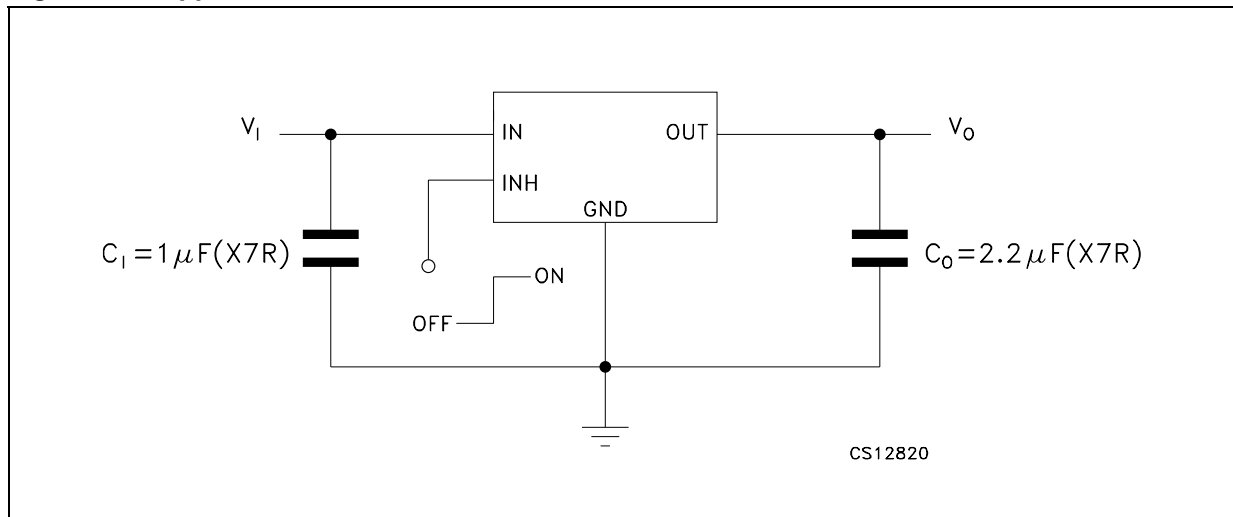 V_I
IN
OUT
V_O
INH
GND
C_I=1μF(X7R)
C_O=2.2μF(X7R)
ON
OFF
CS12820